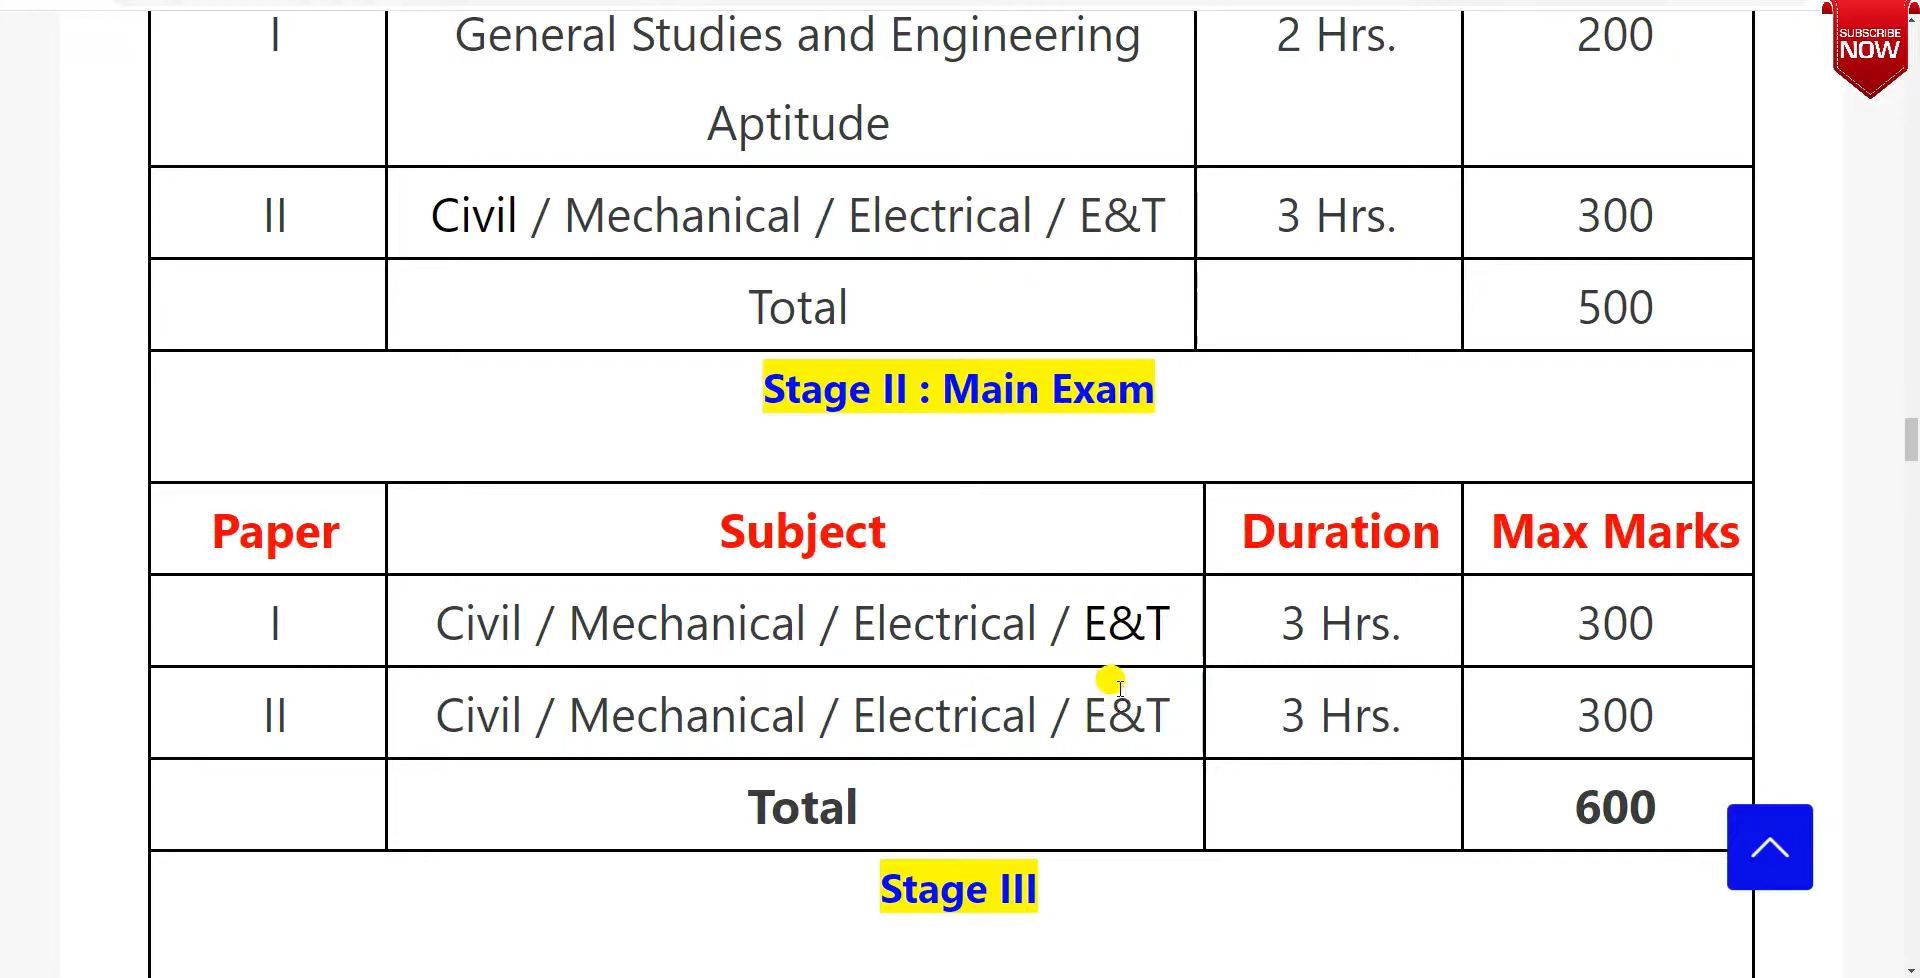 SUBSCRIBE
NOW
I General Studies and Engineering 2 Hrs. 200
Aptitude
II Civil / Mechanical / Electrical / E&T 3 Hrs. 300
Total 500
Stage II : Main Exam
Paper Subject Duration Max Marks
I Civil / Mechanical / Electrical / E&T 3 Hrs. 300
II Civil / Mechanical / Electrical / E&T 3 Hrs. 300
Total 600
Stage III